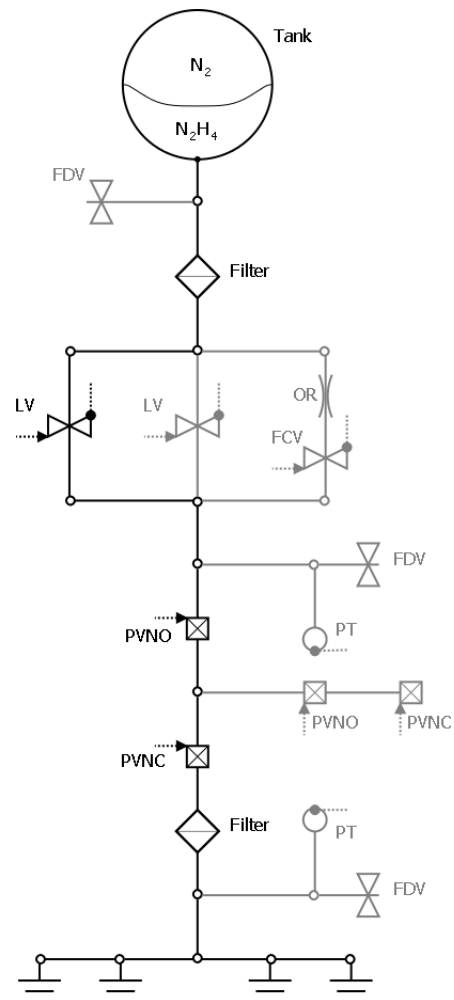 Tank
N₂
N₂H₄
FDV
Filter
LV
LV
OR
FCV
FDV
PVNO
PT
PVNO
PVNC
PVNC
Filter
PT
FDV